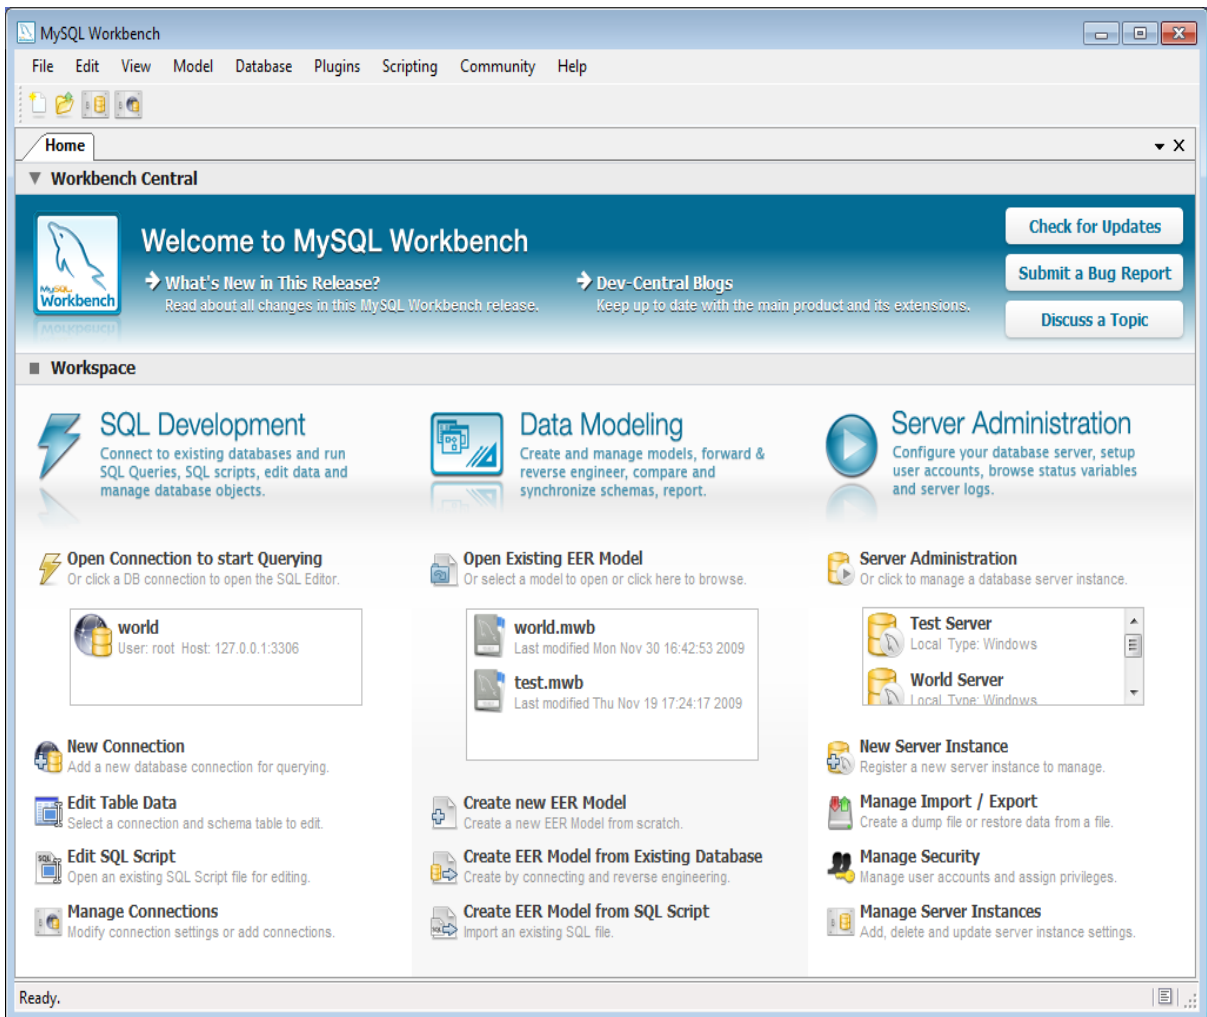 MySQL Workbench
File Edit View Model Database Plugins Scripting Community Help
Home
Workbench Central
MySQL
Workbench
Welcome to MySQL Workbench
What's New in This Release?
Read about all changes in this MySQL Workbench release.
Dev-Central Blogs
Keep up to date with the main product and its extensions.
Check for Updates
Submit a Bug Report
Discuss a Topic
Workspace
SQL Development
Connect to existing databases and run
SQL Queries, SQL scripts, edit data and
manage database objects.
Open Connection to start Querying
Or click a DB connection to open the SQL Editor.
world
User: root Host: 127.0.0.1:3306
New Connection
Add a new database connection for querying.
Edit Table Data
Select a connection and schema table to edit.
SQL
Edit SQL Script
Open an existing SQL Script file for editing.
Manage Connections
Modify connection settings or add connections.
Data Modeling
Create and manage models, forward &
reverse engineer, compare and
synchronize schemas, report.
Open Existing EER Model
Or select a model to open or click here to browse.
world.mwb
Last modified Mon Nov 30 16:42:53 2009
test.mwb
Last modified Thu Nov 19 17:24:17 2009
Create new EER Model
Create a new EER Model from scratch.
Create EER Model from Existing Database
Create by connecting and reverse engineering.
SQL
Create EER Model from SQL Script
Import an existing SQL file.
Server Administration
Configure your database server, setup
user accounts, browse status variables
and server logs.
Server Administration
Or click to manage a database server instance.
Test Server
Local Type: Windows
World Server
Local Type: Windows
New Server Instance
Register a new server instance to manage.
Manage Import / Export
Create a dump file or restore data from a file.
Manage Security
Manage user accounts and assign privileges.
Manage Server Instances
Add, delete and update server instance settings.
Ready.